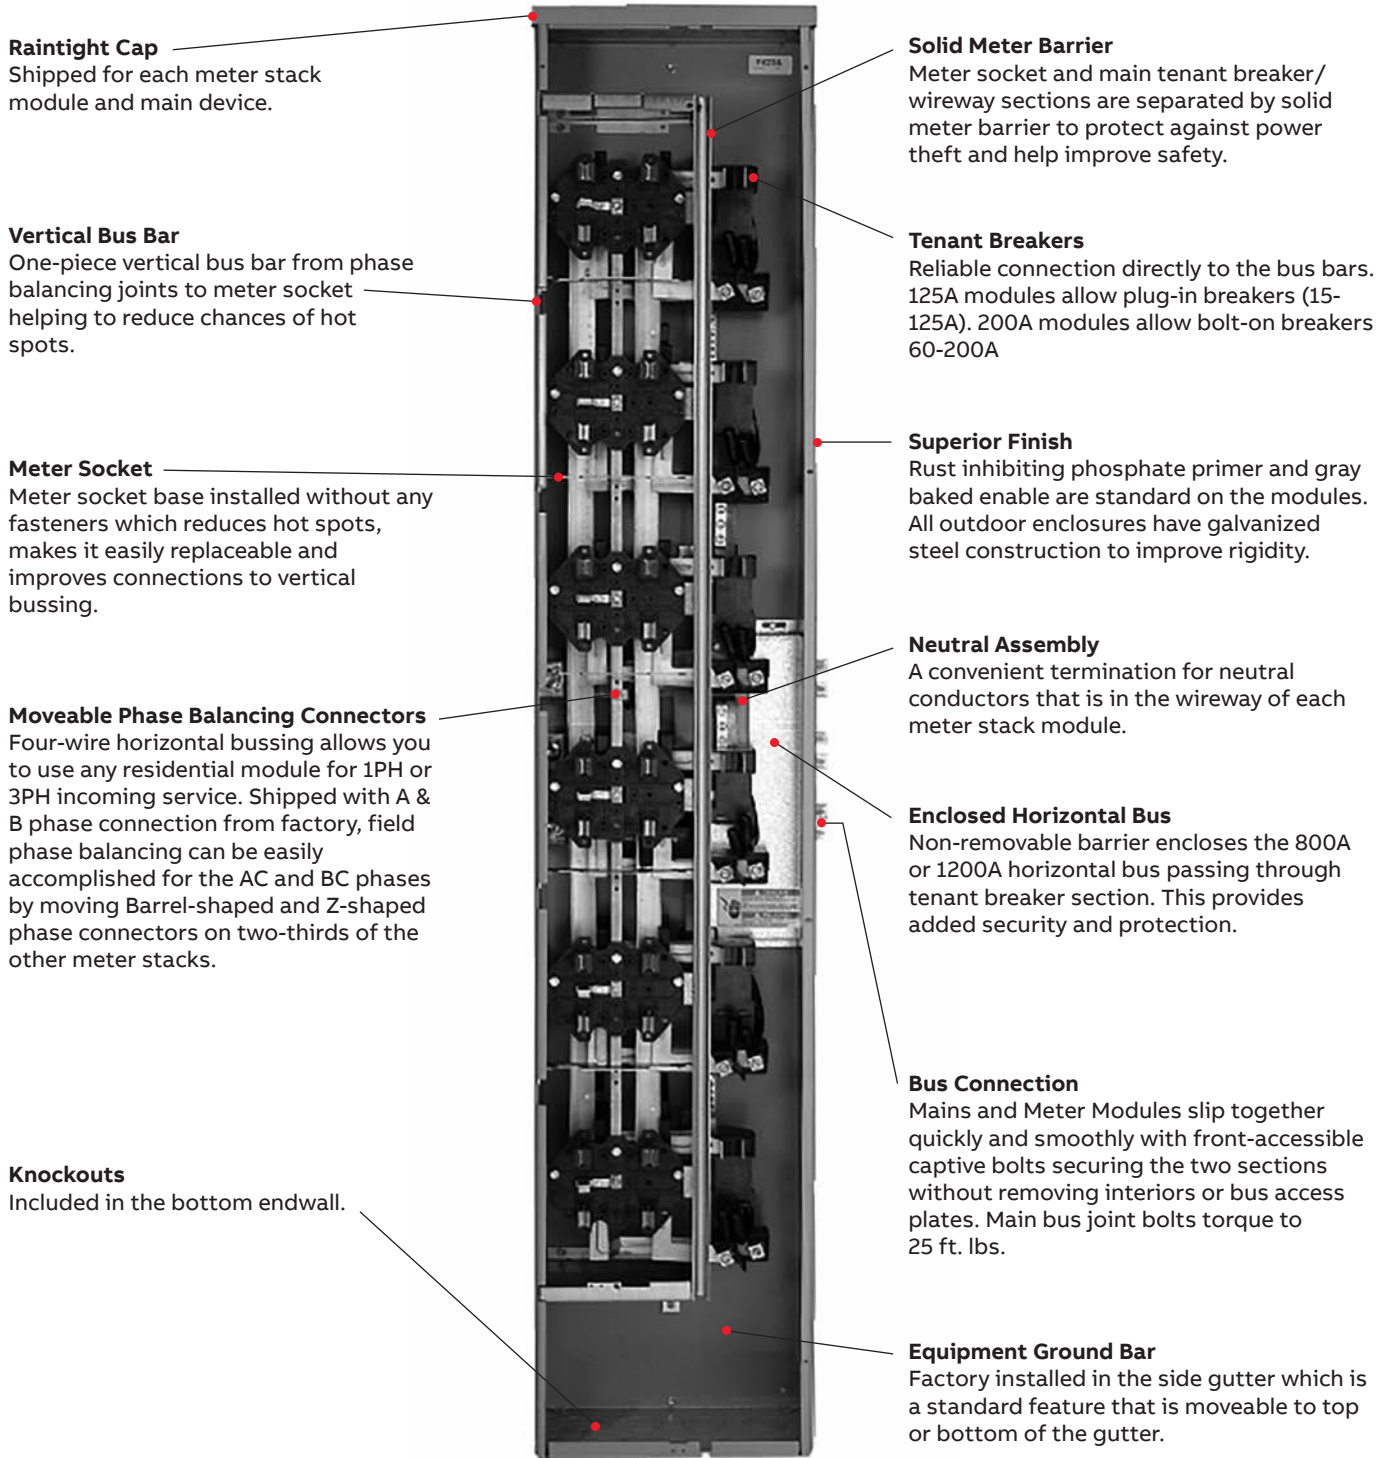 Raintight Cap
Shipped for each meter stack
module and main device.
Vertical Bus Bar
One-piece vertical bus bar from phase
balancing joints to meter socket
helping to reduce chances of hot
spots.
Meter Socket
Meter socket base installed without any
fasteners which reduces hot spots,
makes it easily replaceable and
improves connections to vertical
bussing.
Moveable Phase Balancing Connectors
Four-wire horizontal bussing allows you
to use any residential module for 1PH or
3PH incoming service. Shipped with A &
B phase connection from factory, field
phase balancing can be easily
accomplished for the AC and BC phases
by moving Barrel-shaped and Z-shaped
phase connectors on two-thirds of the
other meter stacks.
Knockouts
Included in the bottom endwall.
Solid Meter Barrier
Meter socket and main tenant breaker/
wireway sections are separated by solid
meter barrier to protect against power
theft and help improve safety.
Tenant Breakers
Reliable connection directly to the bus bars.
125A modules allow plug-in breakers (15-
125A). 200A modules allow bolt-on breakers
60-200A
Superior Finish
Rust inhibiting phosphate primer and gray
baked enable are standard on the modules.
All outdoor enclosures have galvanized
steel construction to improve rigidity.
Neutral Assembly
A convenient termination for neutral
conductors that is in the wireway of each
meter stack module.
Enclosed Horizontal Bus
Non-removable barrier encloses the 800A
or 1200A horizontal bus passing through
tenant breaker section. This provides
added security and protection.
Bus Connection
Mains and Meter Modules slip together
quickly and smoothly with front-accessible
captive bolts securing the two sections
without removing interiors or bus access
plates. Main bus joint bolts torque to
25 ft. lbs.
Equipment Ground Bar
Factory installed in the side gutter which is
a standard feature that is moveable to top
or bottom of the gutter.